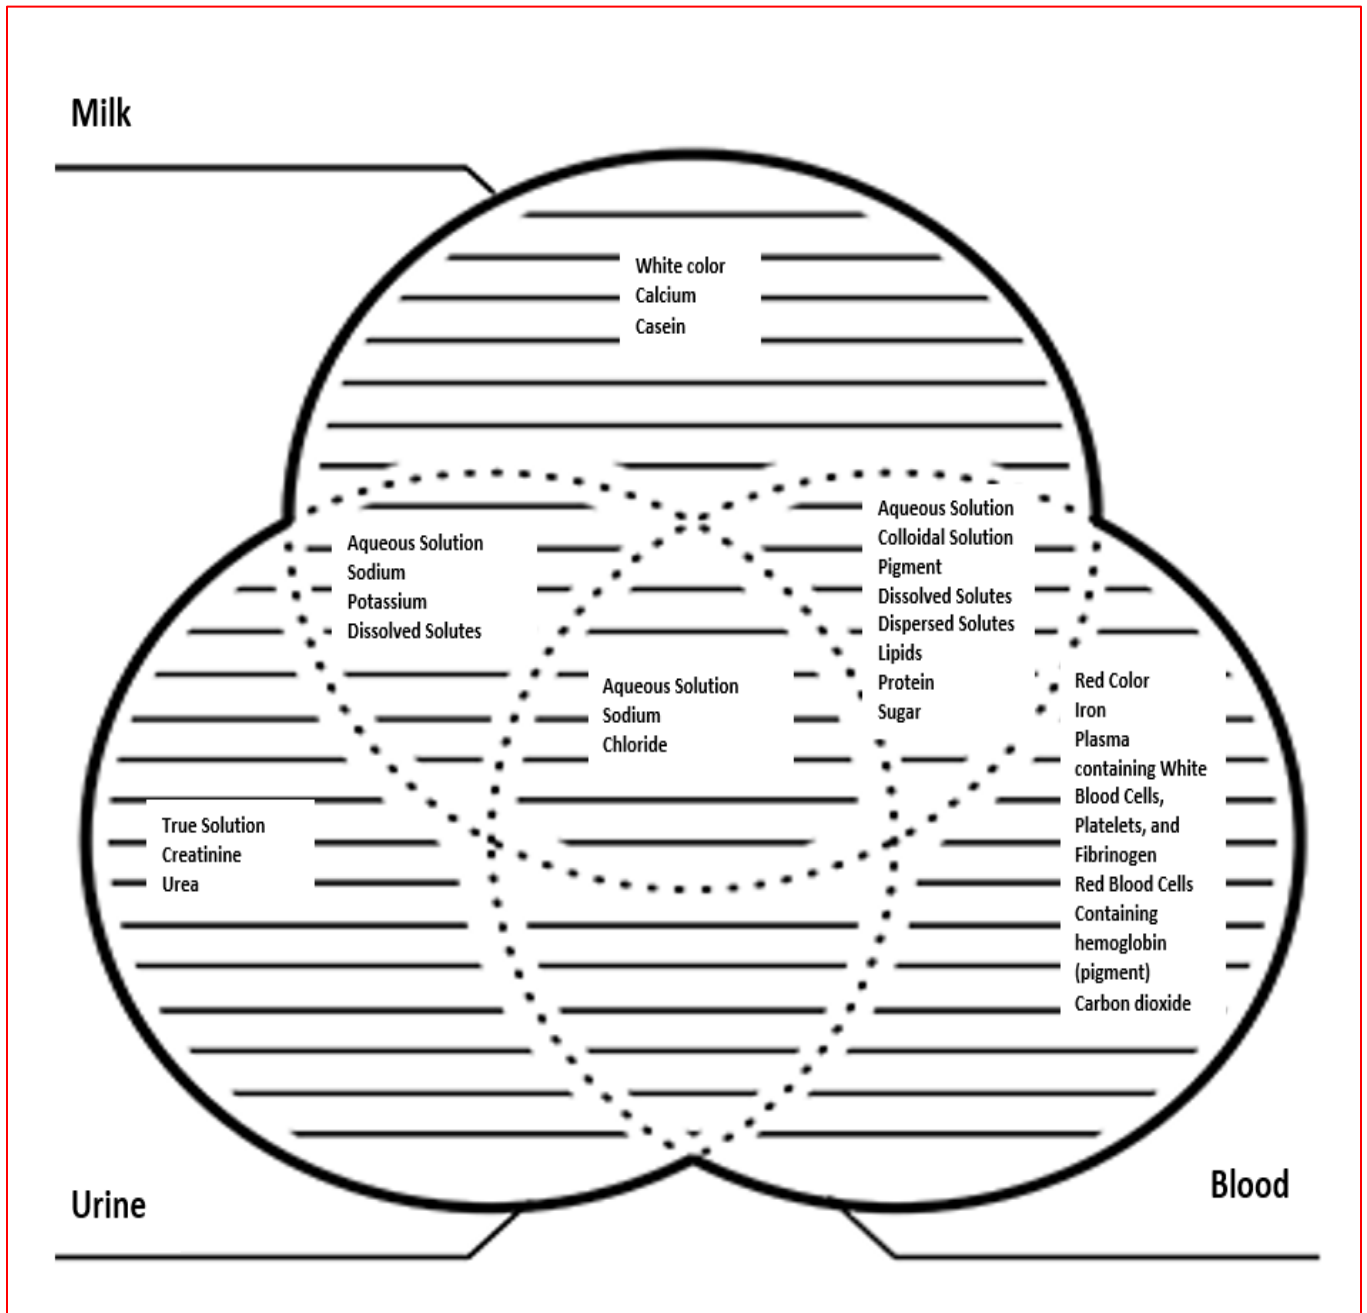 Milk
White color
Calcium
Casein
Aqueous Solution
Sodium
Potassium
Dissolved Solutes
Aqueous Solution
Colloidal Solution
Pigment
Dissolved Solutes
Dispersed Solutes
Lipids
Protein
Sugar
Aqueous Solution
Sodium
Chloride
Red Color
Iron
Plasma
containing White
Blood Cells,
Platelets, and
Fibrinogen
Red Blood Cells
Containing
hemoglobin
(pigment)
Carbon dioxide
True Solution
Creatinine
Urea
Urine
Blood